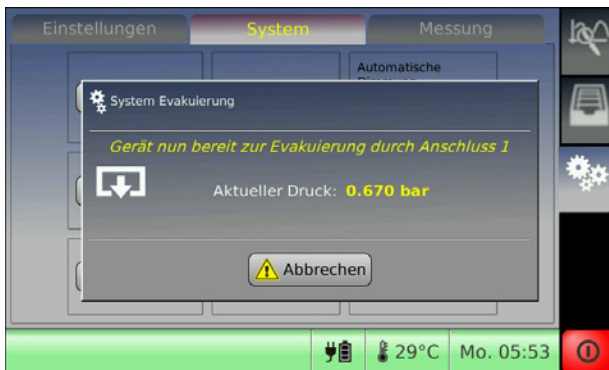 Einstellungen
System
Messung
Automatische
System Evakuierung
Gerät nun bereit zur Evakuierung durch Anschluss 1
Aktueller Druck: 0.670 bar
Abbrechen
29°C
Mo. 05:53